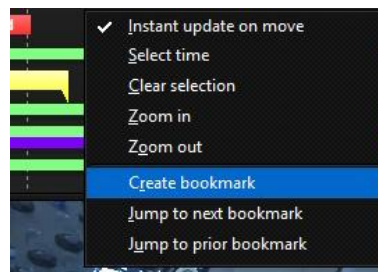 Instant update on move
Select time
Clear selection
Zoom in
Zoom out
Create bookmark
Jump to next bookmark
Jump to prior bookmark